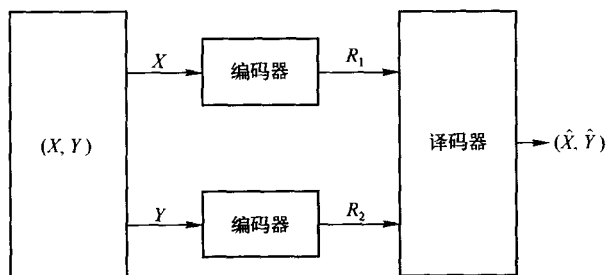 X
编码器
R₁
(X, Y)
译码器
(X̂, Ŷ)
Y
编码器
R₂